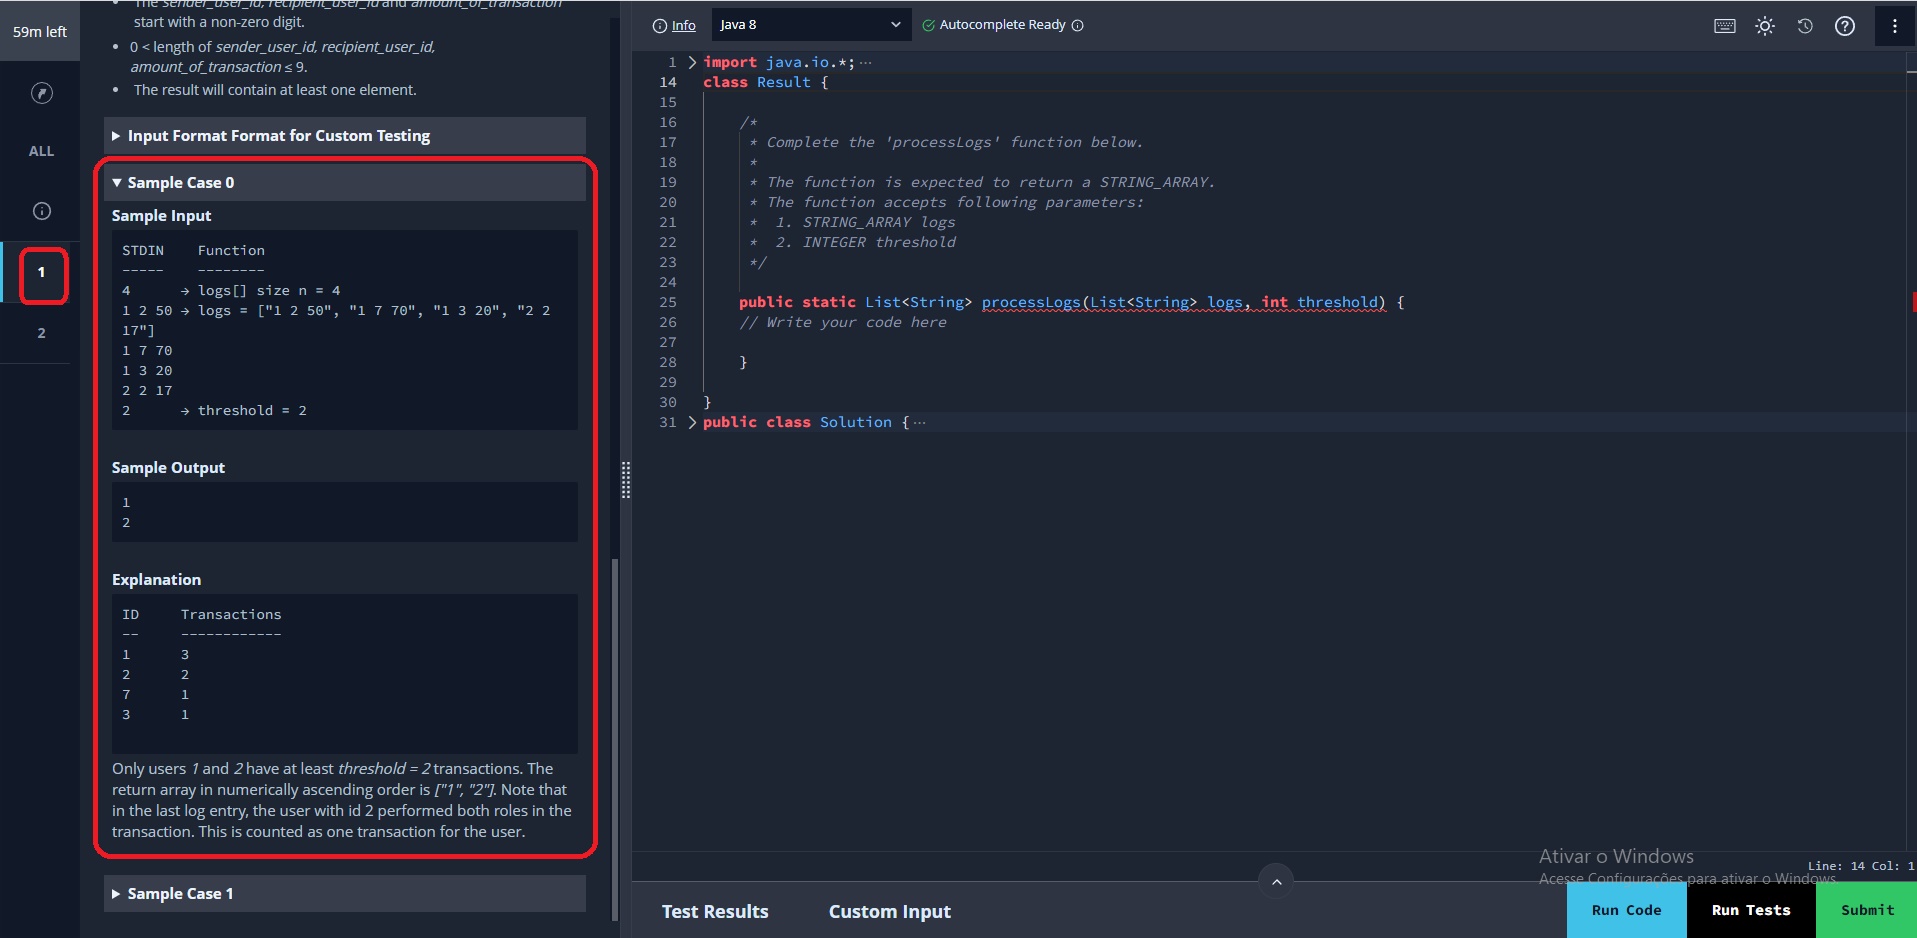 59m left
ALL
1
2
The sender_user_id, recipient_user_id and amount_of_transaction
start with a non-zero digit.
0 < length of sender_user_id, recipient_user_id,
amount_of_transaction ≤ 9.
The result will contain at least one element.
Input Format Format for Custom Testing
Sample Case 0
Sample Input
STDIN Function
----- --------
4 → logs[] size n = 4
1 2 50 → logs = ["1 2 50", "1 7 70", "1 3 20", "2 2
17"]
1 7 70
1 3 20
2 2 17
2 → threshold = 2
Sample Output
1
2
Explanation
ID Transactions
-- ------------
1 3
2 2
7 1
3 1
Only users 1 and 2 have at least threshold = 2 transactions. The
return array in numerically ascending order is ["1", "2"]. Note that
in the last log entry, the user with id 2 performed both roles in the
transaction. This is counted as one transaction for the user.
Sample Case 1
Info Java 8 Autocomplete Ready
1 import java.io.*; ...
14 class Result {
15
16 /*
17 * Complete the 'processLogs' function below.
18 *
19 * The function is expected to return a STRING_ARRAY.
20 * The function accepts following parameters:
21 * 1. STRING_ARRAY logs
22 * 2. INTEGER threshold
23 */
24
25 public static List<String> processLogs(List<String> logs, int threshold) {
26 // Write your code here
27
28 }
29
30 }
31 public class Solution { ...
Ativar o Windows
Acesse Configurações para ativar o Windows.
Line: 14 Col: 1
Test Results Custom Input
Run Code Run Tests Submit